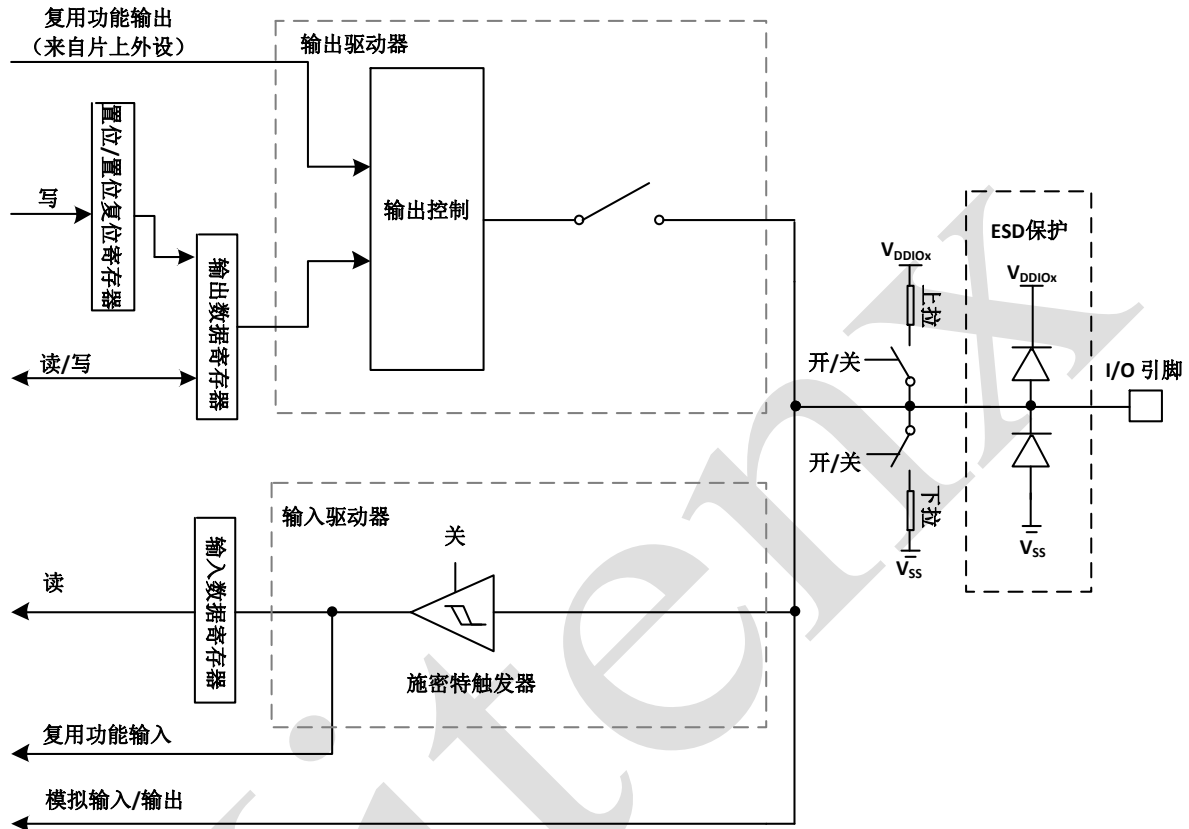 复用功能输出
（来自片上外设）
输出驱动器
置位/置位复位寄存器
写
输出控制
输出数据寄存器
读/写
ESD保护
VDDIOx
VDDIOx
上拉
开/关
I/O 引脚
开/关
下拉
VSS
VSS
输入驱动器
关
读
输入数据寄存器
施密特触发器
复用功能输入
模拟输入/输出